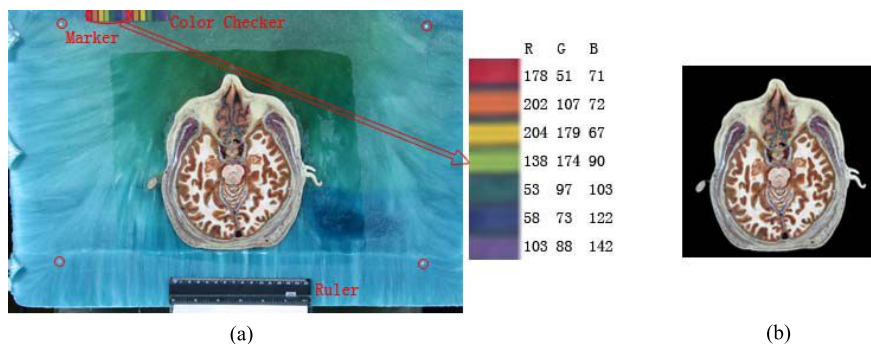 Color Checker
Marker
R G B
178 51 71
202 107 72
204 179 67
138 174 90
53 97 103
58 73 122
103 88 142
Ruler
(a)
(b)